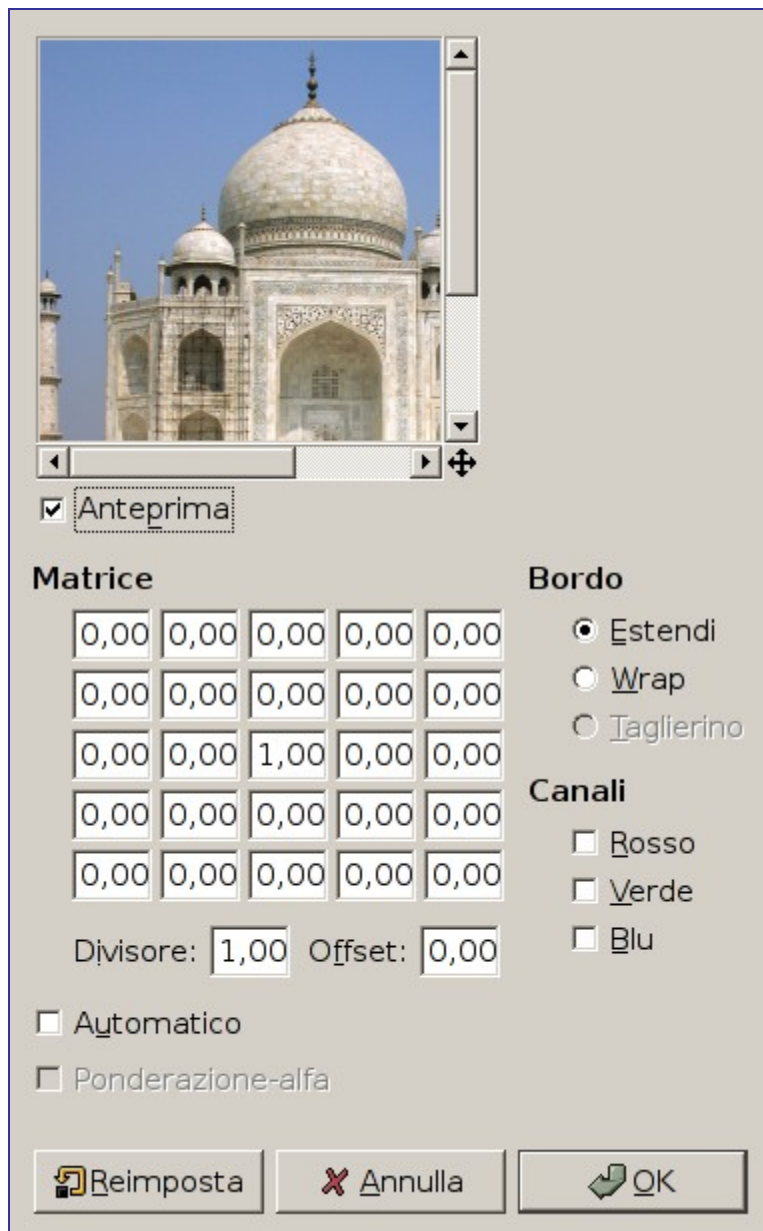 Anteprima
Matrice
0,00 0,00 0,00 0,00 0,00
0,00 0,00 0,00 0,00 0,00
0,00 0,00 1,00 0,00 0,00
0,00 0,00 0,00 0,00 0,00
0,00 0,00 0,00 0,00 0,00
Divisore: 1,00 Offset: 0,00
Bordo
Estendi
Wrap
Taglierino
Canali
Rosso
Verde
Blu
Automatico
Ponderazione-alfa
Reimposta Annulla OK